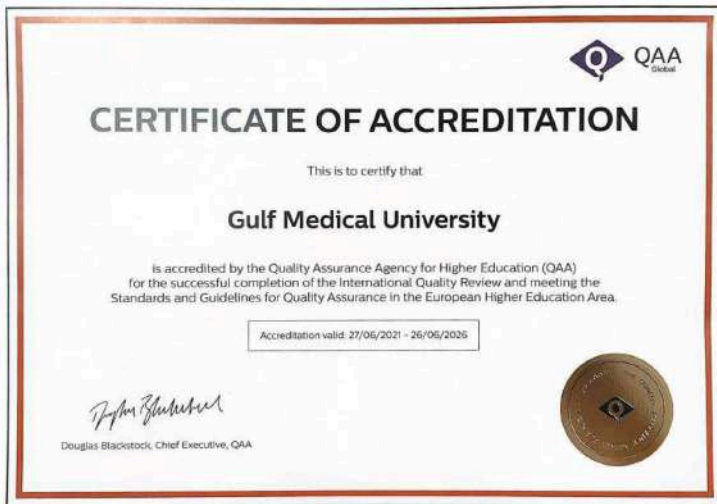 QAA
Global
CERTIFICATE OF ACCREDITATION
This is to certify that
Gulf Medical University
is accredited by the Quality Assurance Agency for Higher Education (QAA)
for the successful completion of the International Quality Review and meeting the
Standards and Guidelines for Quality Assurance in the European Higher Education Area.
Accreditation valid: 27/06/2021 - 26/06/2026
Douglas Blackstock, Chief Executive, QAA